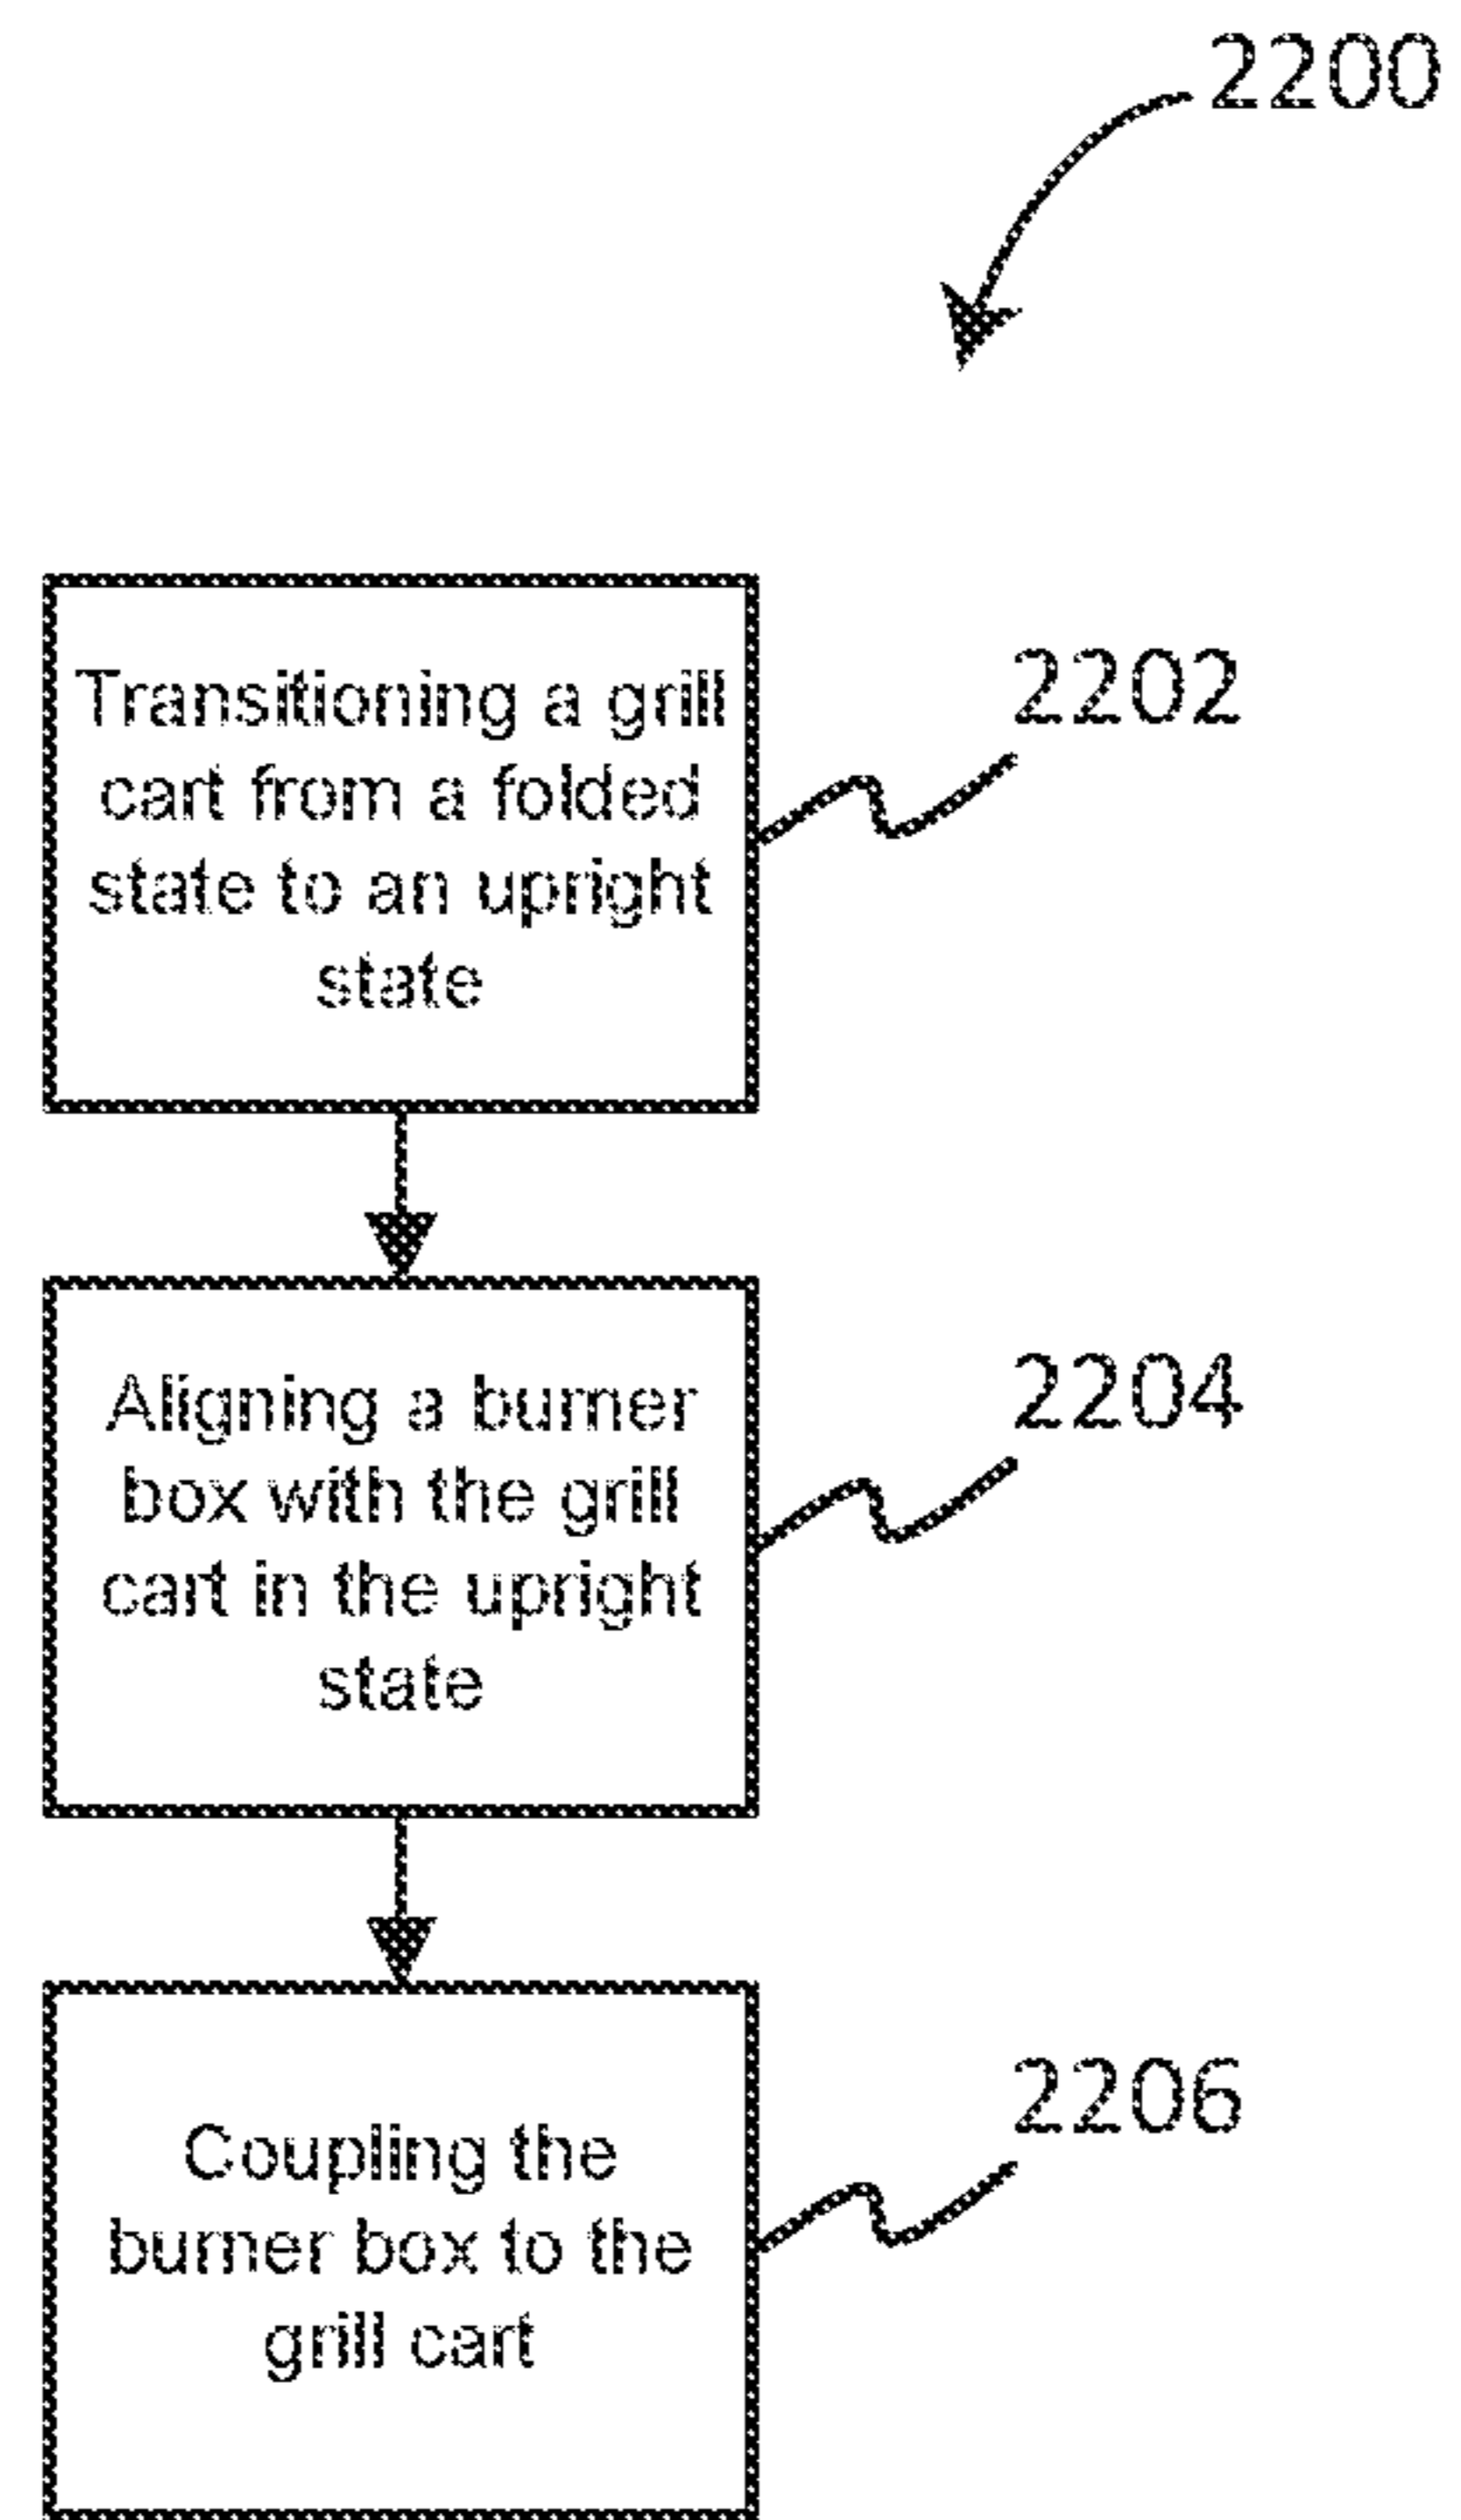 2200
Transitioning a grill
cart from a folded
state to an upright
state
2202
Aligning a burner
box with the grill
cart in the upright
state
2204
Coupling the
burner box to the
grill cart
2206